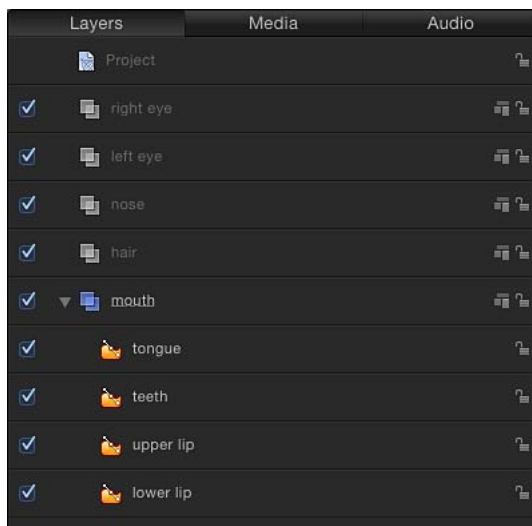 Layers Media Audio
Project
right eye
left eye
nose
hair
mouth
tongue
teeth
upper lip
lower lip